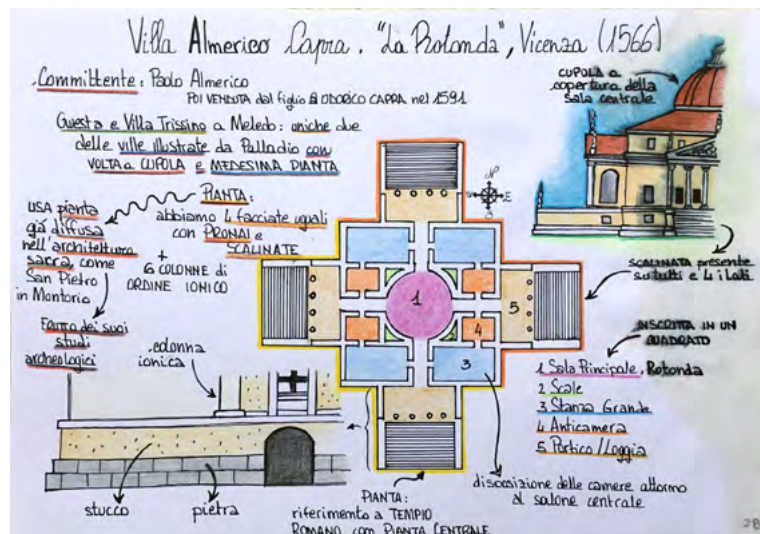 Villa Almerico Capra. "La Rotonda", Vicenza (1566)
Committente: Paolo Almerico
POI VENDUTA dal figlio a ODORICO CAPRA nel 1591
Questa e Villa Trissino a Meledo: uniche due
delle ville illustrate da Palladio con
VOLTA a CUPOLA e MEDESIMA PIANTA
CUPOLA a
copertura della
sala centrale
PIANTA:
abbiamo 4 facciate uguali
con PRONAI e
SCALINATE
+
6 COLONNE di
ORDINE IONICO
USA pianta
già diffusa
nell'architettura
sacra, come
San Pietro
in Montorio
Frutto dei suoi
studi
archeologici
colonna
ionica
N
E
S
1
5
4
3
SCALINATA presente
su tutti e 4 i lati
INSCRITTA IN UN
QUADRATO
1 Sala Principale, Rotonda
2 Scale
3 Stanza Grande
4 Anticamera
5 Portico/Loggia
disposizione delle camere attorno
al salone centrale
stucco
pietra
PIANTA:
riferimento a TEMPIO
ROMANO con PIANTA CENTRALE
28